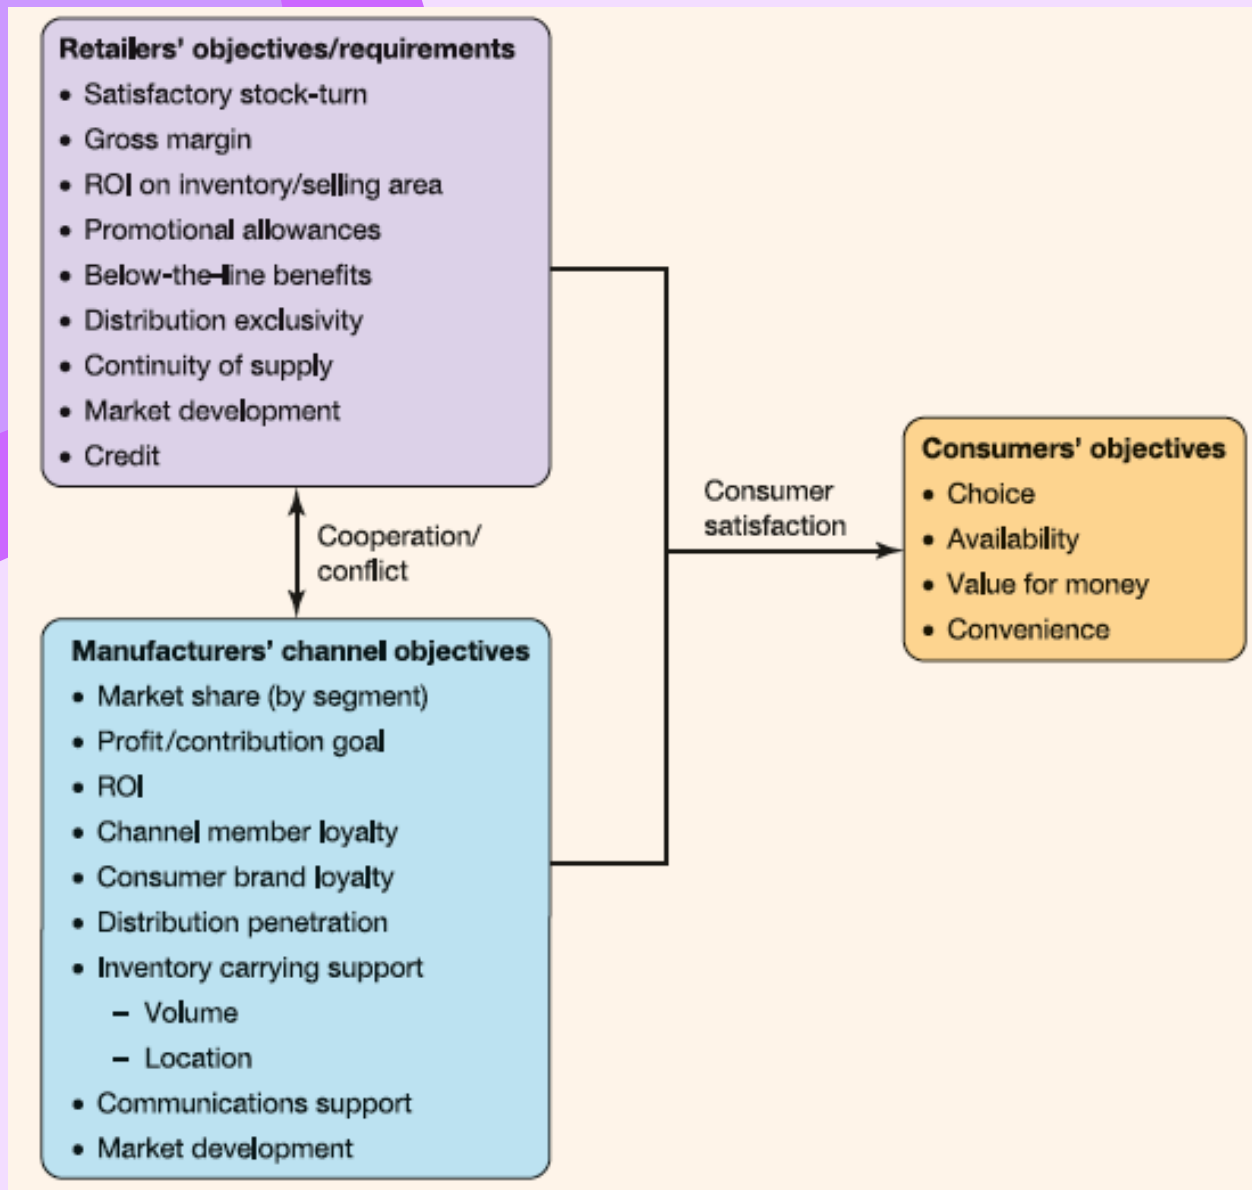 Retailers’ objectives/requirements
• Satisfactory stock-turn
• Gross margin
• ROI on inventory/selling area
• Promotional allowances
• Below-the-line benefits
• Distribution exclusivity
• Continuity of supply
• Market development
• Credit
Cooperation/
conflict
Manufacturers’ channel objectives
• Market share (by segment)
• Profit/contribution goal
• ROI
• Channel member loyalty
• Consumer brand loyalty
• Distribution penetration
• Inventory carrying support
– Volume
– Location
• Communications support
• Market development
Consumer
satisfaction
Consumers’ objectives
• Choice
• Availability
• Value for money
• Convenience